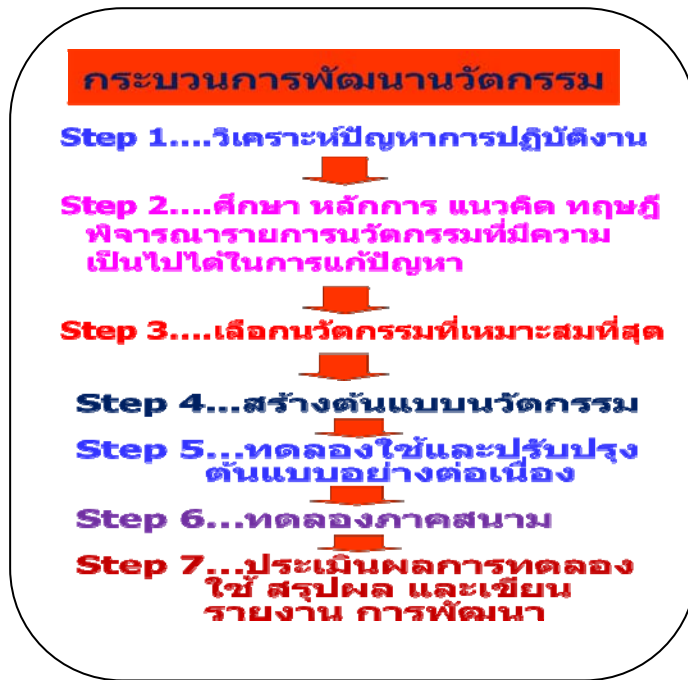 กระบวนการพัฒนานวัตกรรม
Step 1....วิเคราะห์ปัญหาการปฏิบัติงาน
Step 2....ศึกษา หลักการ แนวคิด ทฤษฎี
พิจารณารายการนวัตกรรมที่มีความ
เป็นไปได้ในการแก้ปัญหา
Step 3....เลือกนวัตกรรมที่เหมาะสมที่สุด
Step 4...สร้างต้นแบบนวัตกรรม
Step 5...ทดลองใช้และปรับปรุง
ต้นแบบอย่างต่อเนื่อง
Step 6...ทดลองภาคสนาม
Step 7...ประเมินผลการทดลอง
ใช้ สรุปผล และเขียน
รายงาน การพัฒนา